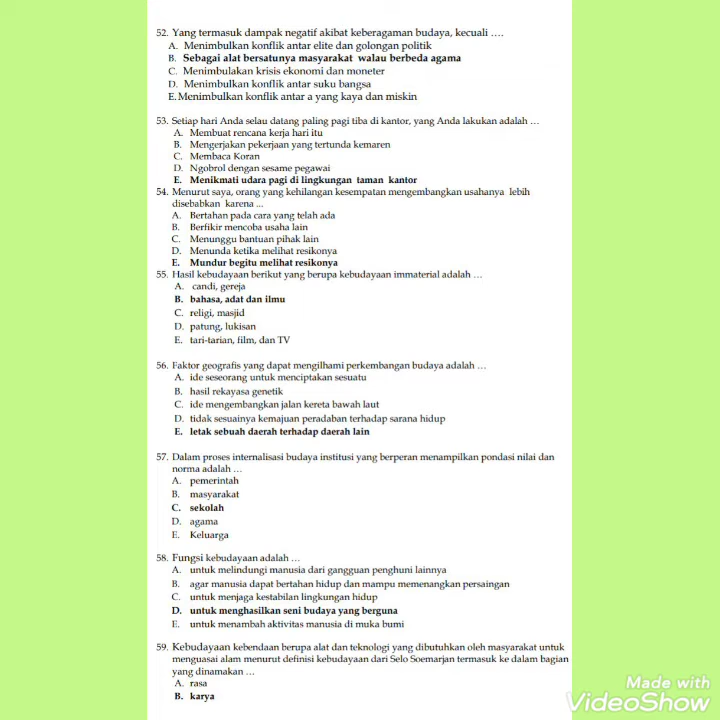 52. Yang termasuk dampak negatif akibat keberagaman budaya, kecuali ….
A. Menimbulkan konflik antar elite dan golongan politik
B. Sebagai alat bersatunya masyarakat walau berbeda agama
C. Menimbulakan krisis ekonomi dan moneter
D. Menimbulkan konflik antar suku bangsa
E. Menimbulkan konflik antar a yang kaya dan miskin
53. Setiap hari Anda selau datang paling pagi tiba di kantor, yang Anda lakukan adalah …
A. Membuat rencana kerja hari itu
B. Mengerjakan pekerjaan yang tertunda kemaren
C. Membaca Koran
D. Ngobrol dengan sesame pegawai
E. Menikmati udara pagi di lingkungan taman kantor
54. Menurut saya, orang yang kehilangan kesempatan mengembangkan usahanya lebih
disebabkan karena ...
A. Bertahan pada cara yang telah ada
B. Berfikir mencoba usaha lain
C. Menunggu bantuan pihak lain
D. Menunda ketika melihat resikonya
E. Mundur begitu melihat resikonya
55. Hasil kebudayaan berikut yang berupa kebudayaan immaterial adalah …
A. candi, gereja
B. bahasa, adat dan ilmu
C. religi, masjid
D. patung, lukisan
E. tari-tarian, film, dan TV
56. Faktor geografis yang dapat mengilhami perkembangan budaya adalah …
A. ide seseorang untuk menciptakan sesuatu
B. hasil rekayasa genetik
C. ide mengembangkan jalan kereta bawah laut
D. tidak sesuainya kemajuan peradaban terhadap sarana hidup
E. letak sebuah daerah terhadap daerah lain
57. Dalam proses internalisasi budaya institusi yang berperan menampilkan pondasi nilai dan
norma adalah …
A. pemerintah
B. masyarakat
C. sekolah
D. agama
E. Keluarga
58. Fungsi kebudayaan adalah …
A. untuk melindungi manusia dari gangguan penghuni lainnya
B. agar manusia dapat bertahan hidup dan mampu memenangkan persaingan
C. untuk menjaga kestabilan lingkungan hidup
D. untuk menghasilkan seni budaya yang berguna
E. untuk menambah aktivitas manusia di muka bumi
59. Kebudayaan kebendaan berupa alat dan teknologi yang dibutuhkan oleh masyarakat untuk
menguasai alam menurut definisi kebudayaan dari Selo Soemarjan termasuk ke dalam bagian
yang dinamakan …
A. rasa
B. karya
Made with
VideoShow